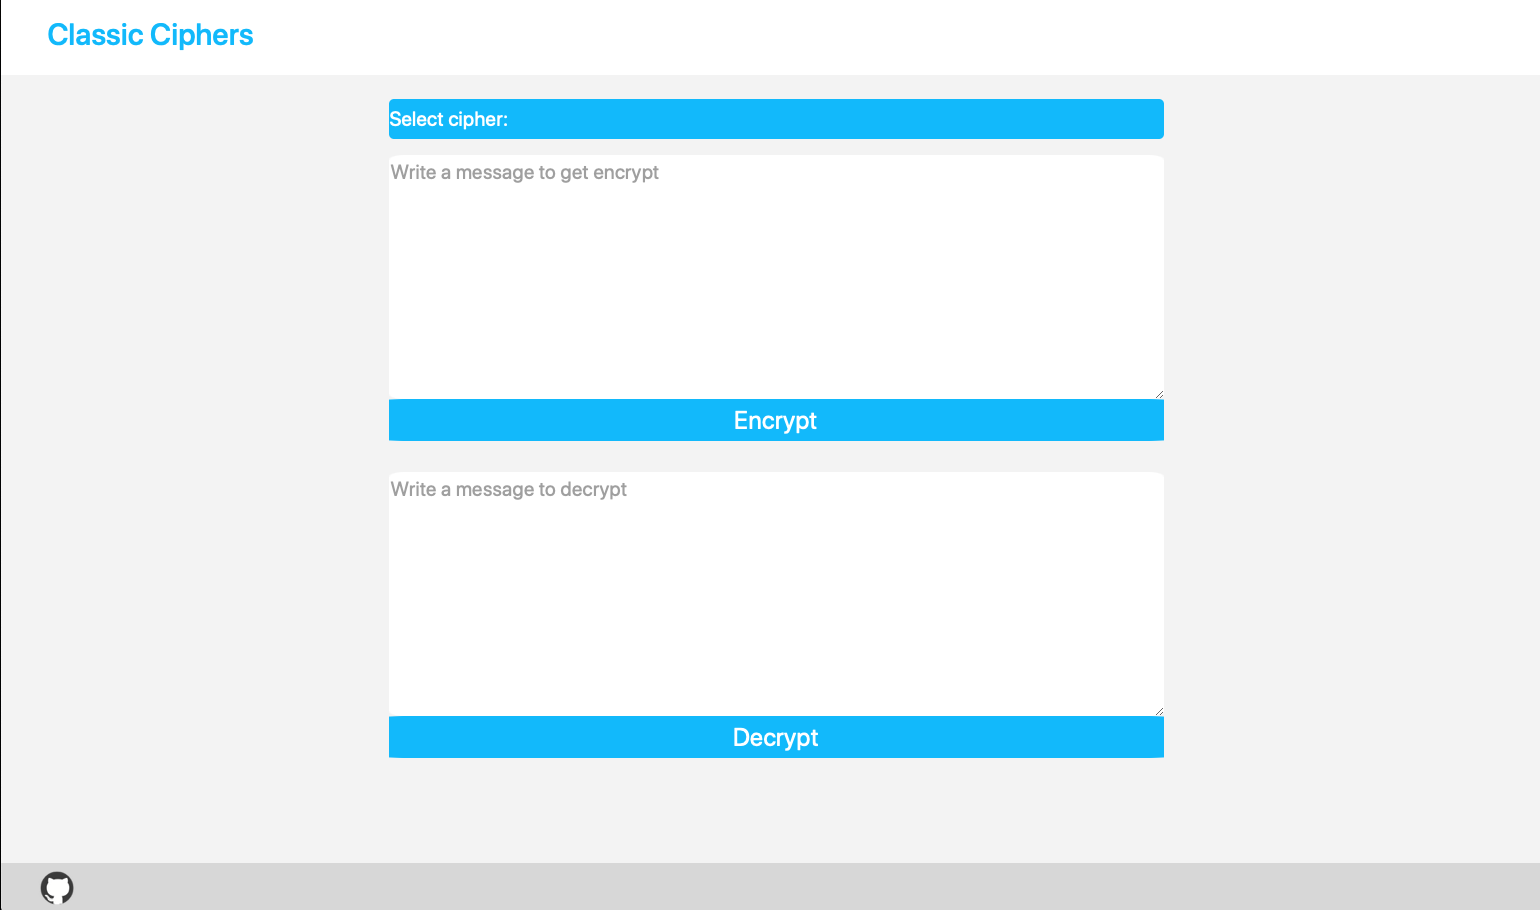 Classic Ciphers
Select cipher:
Write a message to get encrypt
Encrypt
Write a message to decrypt
Decrypt